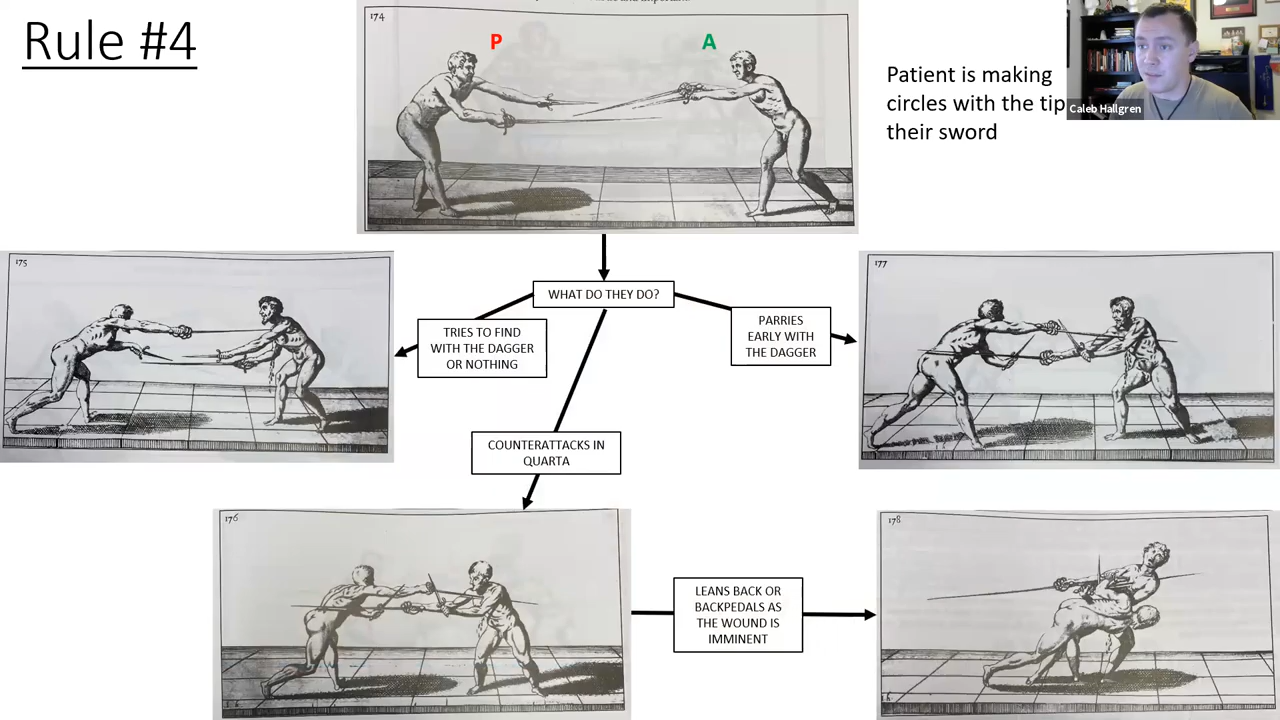 Rule #4
174
P
A
Patient is making
circles with the tip
their sword
Caleb Hallgren
WHAT DO THEY DO?
175
TRIES TO FIND
WITH THE DAGGER
OR NOTHING
PARRIES
EARLY WITH
THE DAGGER
177
COUNTERATTACKS IN
QUARTA
176
LEANS BACK OR
BACKPEDALS AS
THE WOUND IS
IMMINENT
178